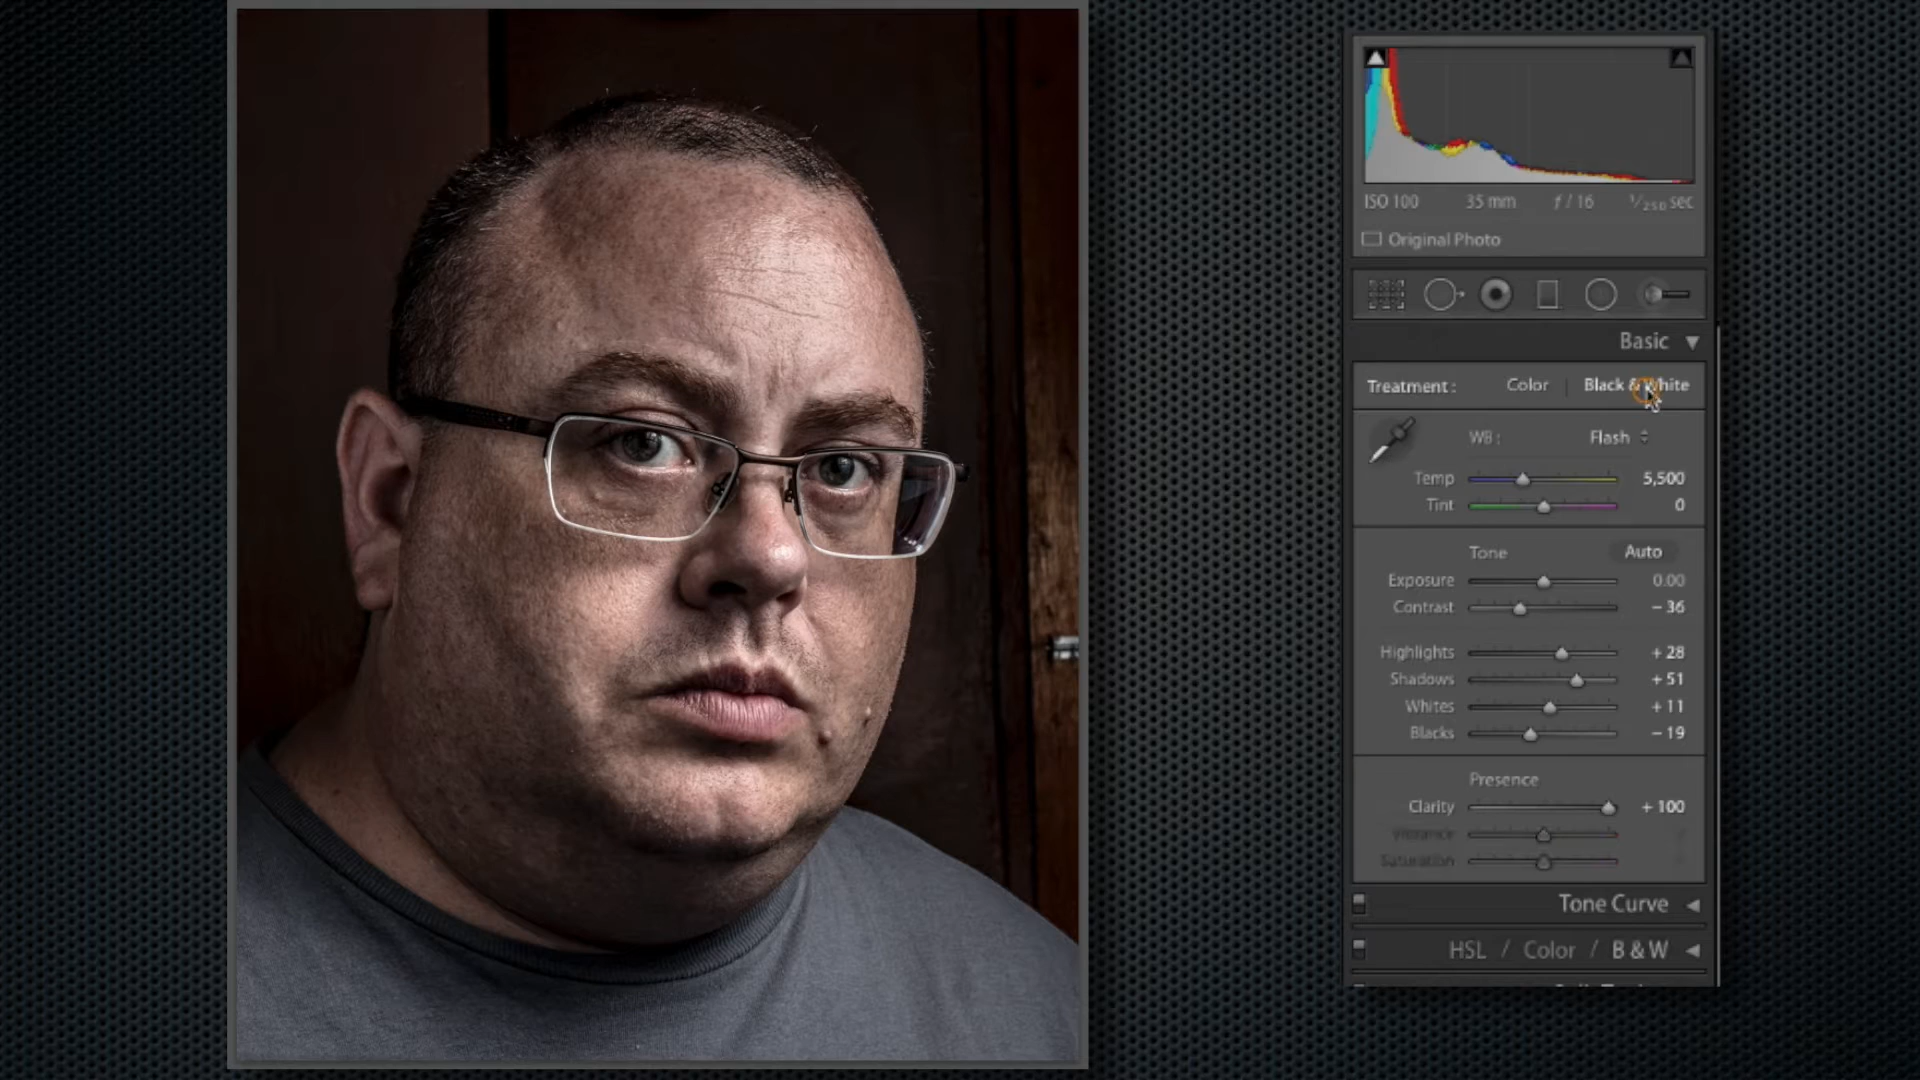 ISO 100 35 mm ƒ / 16 1/250 sec
Original Photo
Basic
Treatment : Color | Black & White
WB : Flash
Temp 5,500
Tint 0
Tone Auto
Exposure 0.00
Contrast – 36
Highlights + 28
Shadows + 51
Whites + 11
Blacks – 19
Presence
Clarity + 100
Vibrance
Saturation
Tone Curve
HSL / Color / B & W